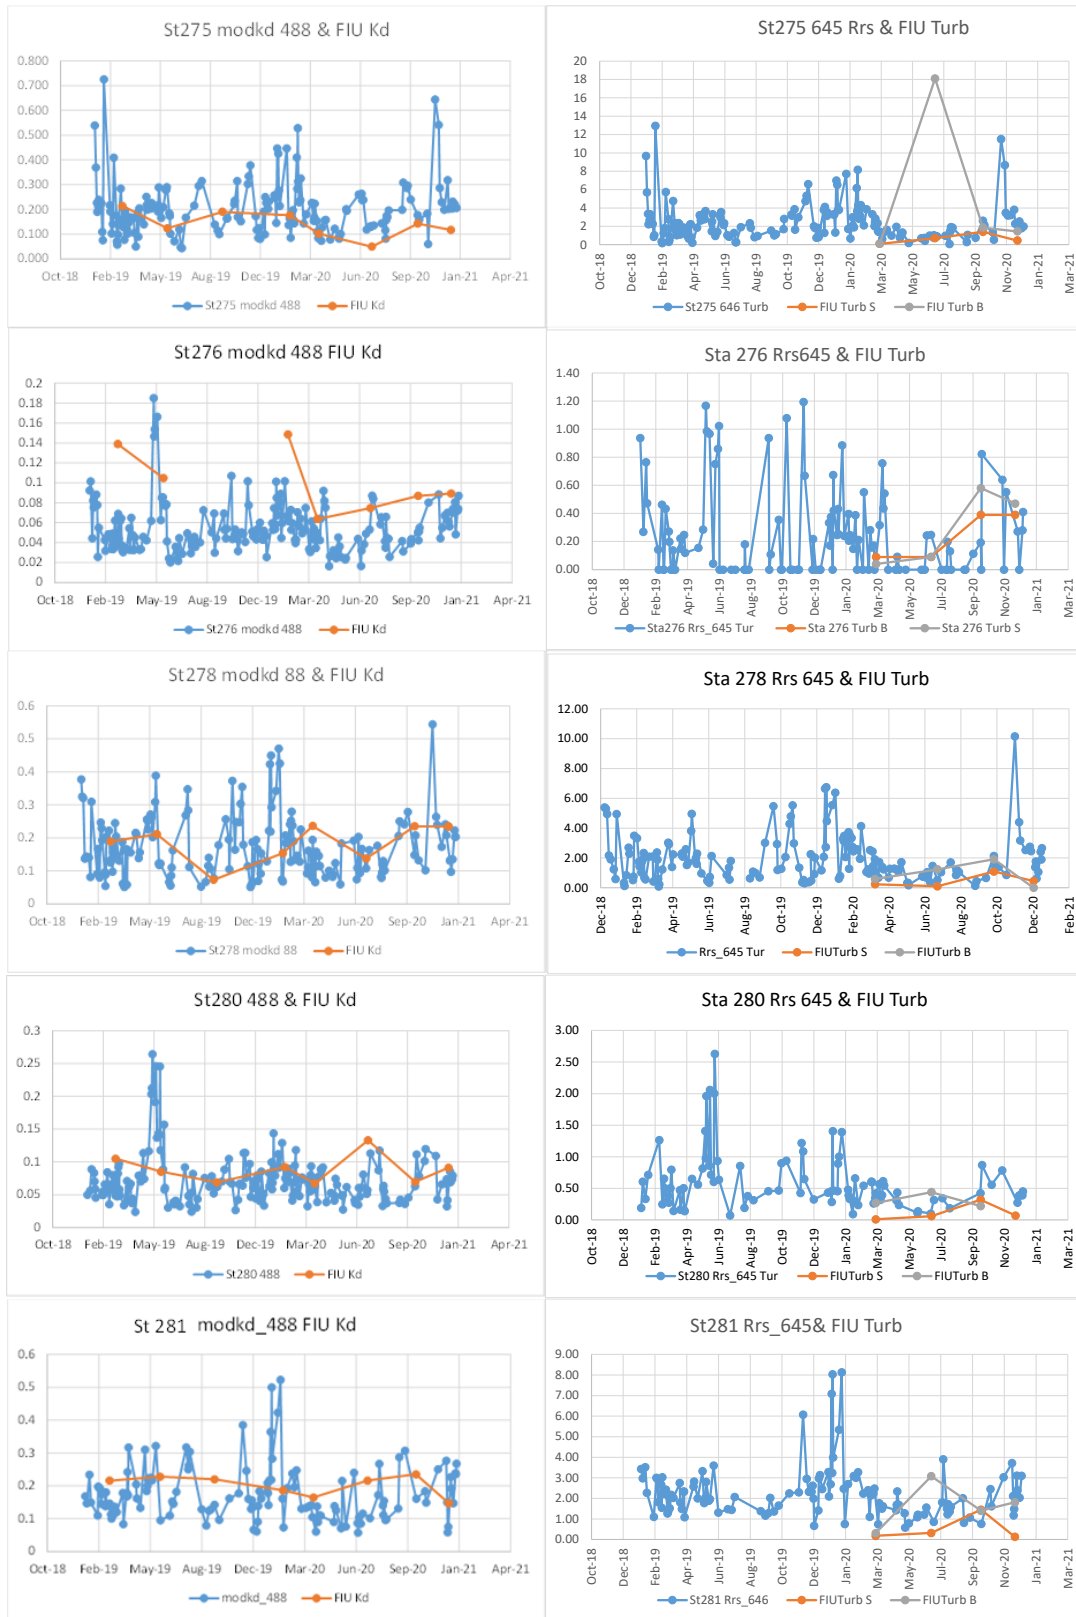 St275 modkd 488 & FIU Kd
0.800
0.700
0.600
0.500
0.400
0.300
0.200
0.100
0.000
Oct-18 Feb-19 May-19 Aug-19 Dec-19 Mar-20 Jun-20 Sep-20 Jan-21 Apr-21
St275 modkd 488 FIU Kd
St275 645 Rrs & FIU Turb
20
18
16
14
12
10
8
6
4
2
0
Oct-18 Dec-18 Feb-19 Apr-19 Jun-19 Aug-19 Oct-19 Dec-19 Jan-20 Mar-20 May-20 Jul-20 Sep-20 Nov-20 Jan-21 Mar-21
St275 646 Turb FIU Turb S FIU Turb B
St276 modkd 488 FIU Kd
0.2
0.18
0.16
0.14
0.12
0.1
0.08
0.06
0.04
0.02
0
Oct-18 Feb-19 May-19 Aug-19 Dec-19 Mar-20 Jun-20 Sep-20 Jan-21 Apr-21
St276 modkd 488 FIU Kd
Sta 276 Rrs645 & FIU Turb
1.40
1.20
1.00
0.80
0.60
0.40
0.20
0.00
Oct-18 Dec-18 Feb-19 Apr-19 Jun-19 Aug-19 Oct-19 Dec-19 Jan-20 Mar-20 May-20 Jul-20 Sep-20 Nov-20 Jan-21 Mar-21
Sta276 Rrs_645 Tur Sta 276 Turb B Sta 276 Turb S
St278 modkd 88 & FIU Kd
0.6
0.5
0.4
0.3
0.2
0.1
0
Oct-18 Feb-19 May-19 Aug-19 Dec-19 Mar-20 Jun-20 Sep-20 Jan-21 Apr-21
St278 modkd 88 FIU Kd
Sta 278 Rrs 645 & FIU Turb
12.00
10.00
8.00
6.00
4.00
2.00
0.00
Dec-18 Feb-19 Apr-19 Jun-19 Aug-19 Oct-19 Dec-19 Feb-20 Apr-20 Jun-20 Aug-20 Oct-20 Dec-20 Feb-21
Rrs_645 Tur FIUTurb S FIUTurb B
St280 488 & FIU Kd
0.3
0.25
0.2
0.15
0.1
0.05
0
Oct-18 Feb-19 May-19 Aug-19 Dec-19 Mar-20 Jun-20 Sep-20 Jan-21 Apr-21
St280 488 FIU Kd
Sta 280 Rrs 645 & FIU Turb
3.00
2.50
2.00
1.50
1.00
0.50
0.00
Oct-18 Dec-18 Feb-19 Apr-19 Jun-19 Aug-19 Oct-19 Dec-19 Jan-20 Mar-20 May-20 Jul-20 Sep-20 Nov-20 Jan-21 Mar-21
St280 Rrs_645 Tur FIUTurb S FIUTurb B
St 281 modkd_488 FIU Kd
0.6
0.5
0.4
0.3
0.2
0.1
0
Oct-18 Feb-19 May-19 Aug-19 Dec-19 Mar-20 Jun-20 Sep-20 Jan-21 Apr-21
modkd_488 FIU Kd
St281 Rrs_645& FIU Turb
9.00
8.00
7.00
6.00
5.00
4.00
3.00
2.00
1.00
0.00
Oct-18 Dec-18 Feb-19 Apr-19 Jun-19 Aug-19 Oct-19 Dec-19 Jan-20 Mar-20 May-20 Jul-20 Sep-20 Nov-20 Jan-21 Mar-21
St281 Rrs_646 FIUTurb S FIUTurb B